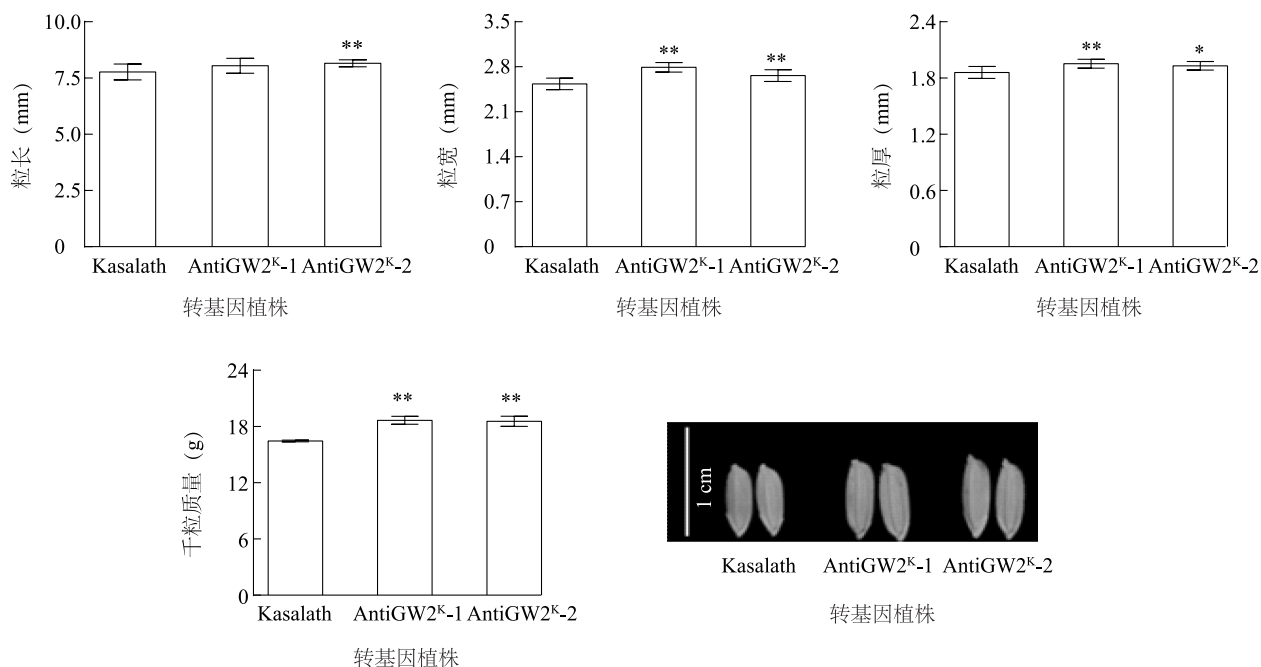 粒长 (mm)
10.0
7.5
5.0
2.5
0
**
Kasalath AntiGW2ᴷ-1 AntiGW2ᴷ-2
转基因植株
粒宽 (mm)
3.5
2.8
2.1
1.4
0.7
0
** **
Kasalath AntiGW2ᴷ-1 AntiGW2ᴷ-2
转基因植株
粒厚 (mm)
2.4
1.8
1.2
0.6
0
** *
Kasalath AntiGW2ᴷ-1 AntiGW2ᴷ-2
转基因植株
千粒质量 (g)
24
18
12
6
0
** **
Kasalath AntiGW2ᴷ-1 AntiGW2ᴷ-2
转基因植株
1 cm
Kasalath AntiGW2ᴷ-1 AntiGW2ᴷ-2
转基因植株